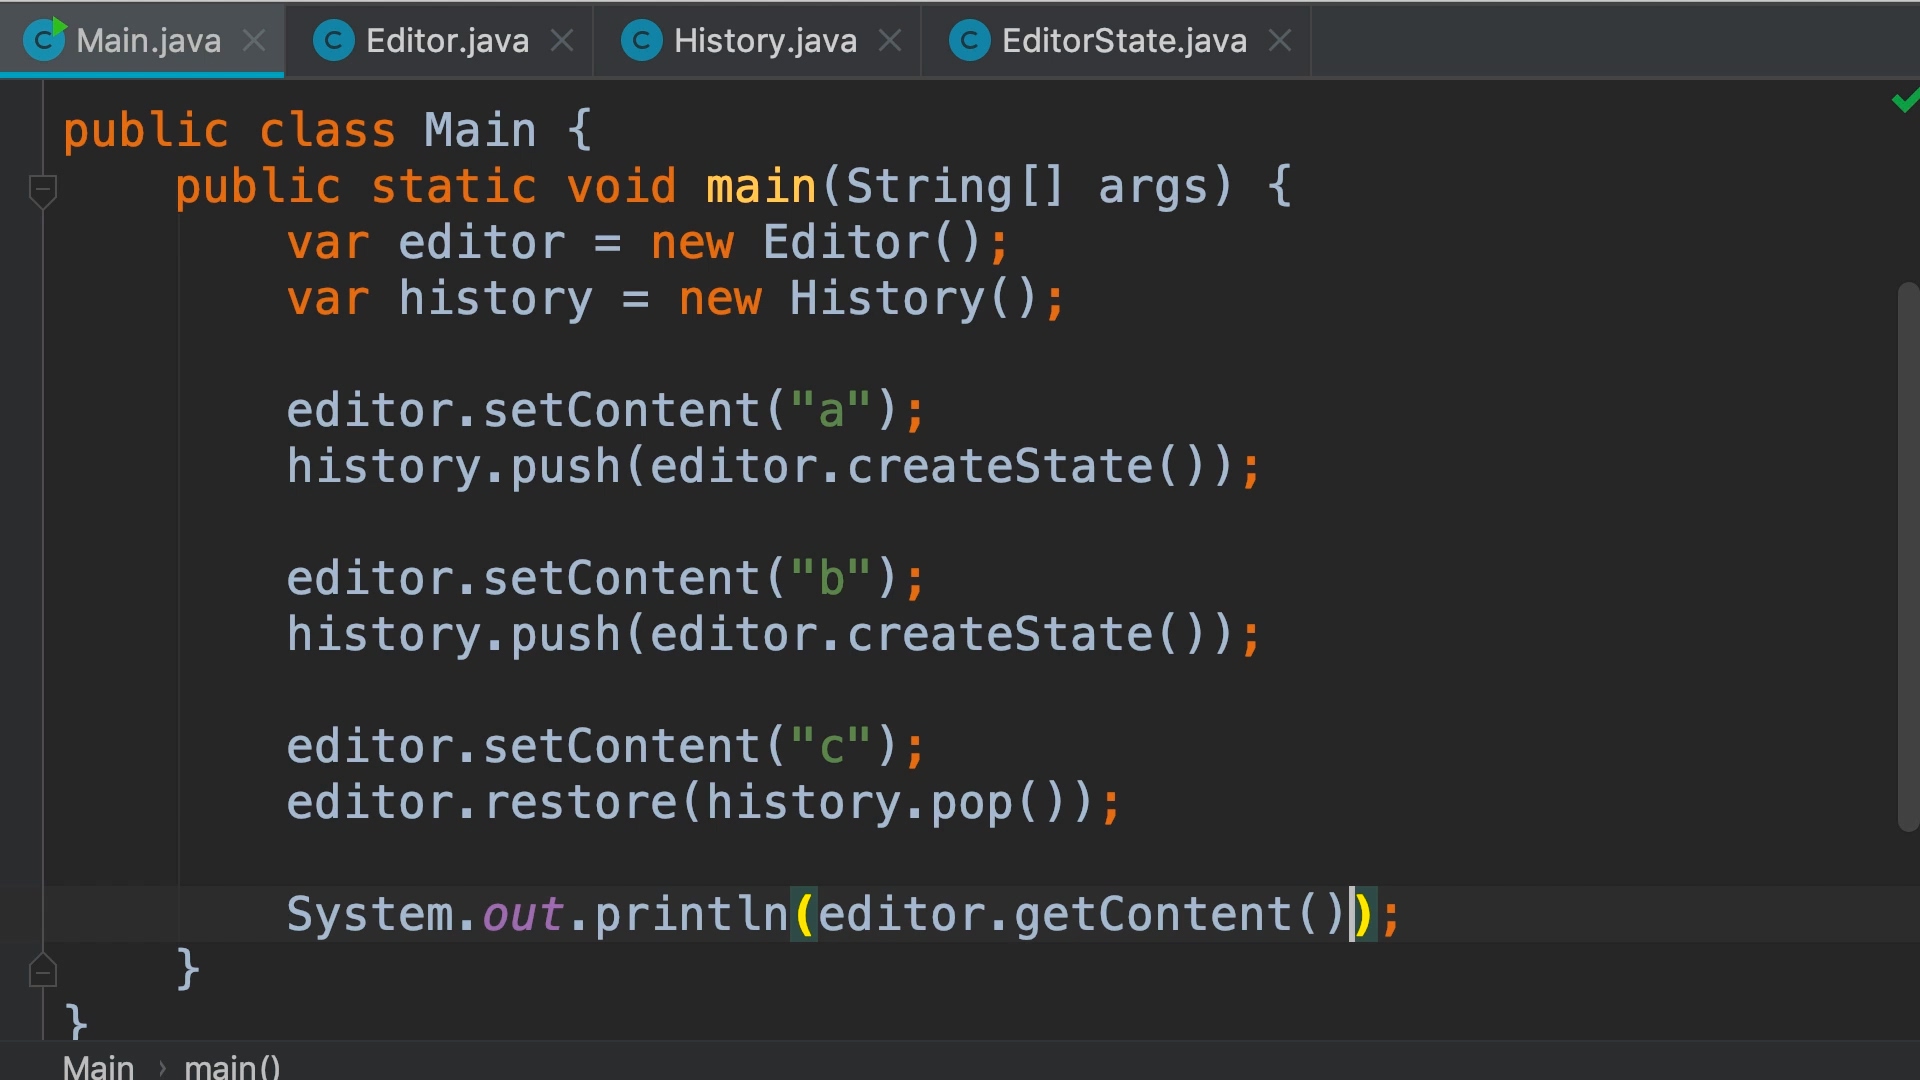 Main.java Editor.java History.java EditorState.java
public class Main {
public static void main(String[] args) {
var editor = new Editor();
var history = new History();
editor.setContent("a");
history.push(editor.createState());
editor.setContent("b");
history.push(editor.createState());
editor.setContent("c");
editor.restore(history.pop());
System.out.println(editor.getContent());
}
}
Main › main()